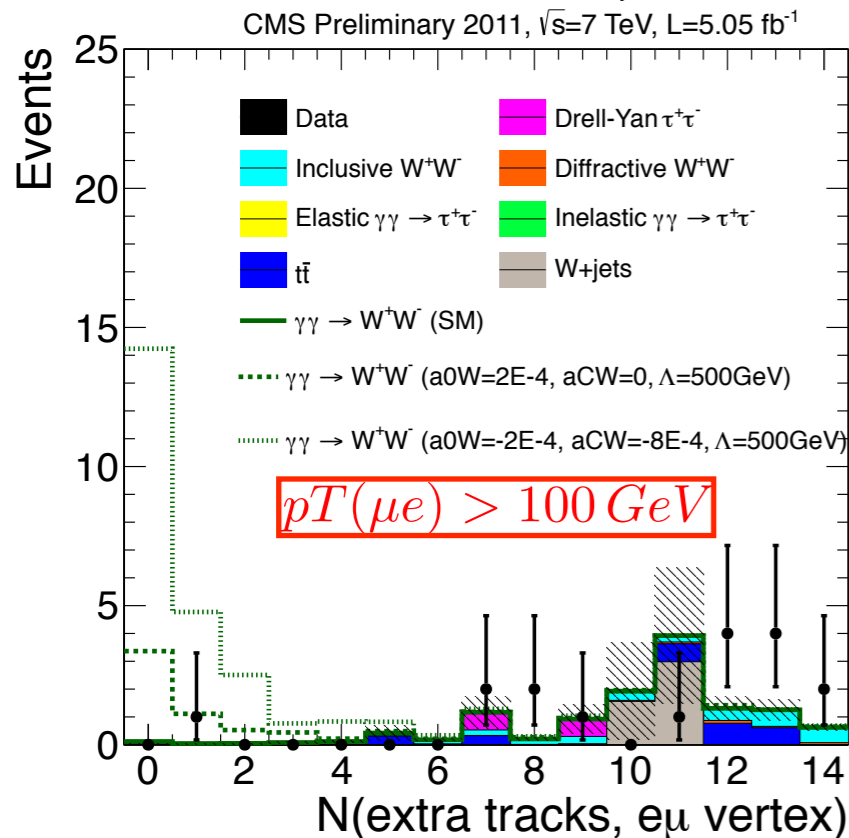 CMS Preliminary 2011, √s=7 TeV, L=5.05 fb⁻¹
Events
25
20
15
10
5
0
Data
Drell-Yan τ⁺τ⁻
Inclusive W⁺W⁻
Diffractive W⁺W⁻
Elastic γγ → τ⁺τ⁻
Inelastic γγ → τ⁺τ⁻
tt̄
W+jets
γγ → W⁺W⁻ (SM)
γγ → W⁺W⁻ (a0W=2E-4, aCW=0, Λ=500GeV)
γγ → W⁺W⁻ (a0W=-2E-4, aCW=-8E-4, Λ=500GeV)
pT(μe) > 100 GeV
0 2 4 6 8 10 12 14
N(extra tracks, eμ vertex)